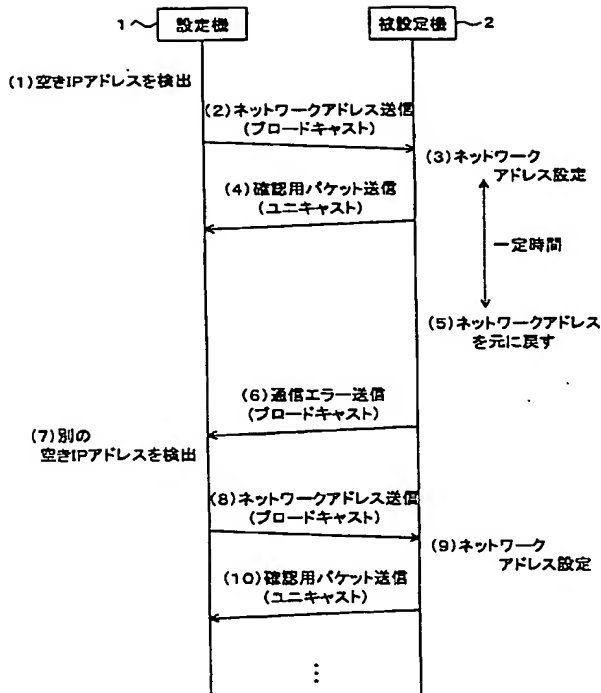 1 設定機
被設定機 2
(1)空きIPアドレスを検出
(2)ネットワークアドレス送信
(ブロードキャスト)
(3)ネットワーク
アドレス設定
(4)確認用パケット送信
(ユニキャスト)
一定時間
(5)ネットワークアドレス
を元に戻す
(6)通信エラー送信
(ブロードキャスト)
(7)別の
空きIPアドレスを検出
(8)ネットワークアドレス送信
(ブロードキャスト)
(9)ネットワーク
アドレス設定
(10)確認用パケット送信
(ユニキャスト)
⋮